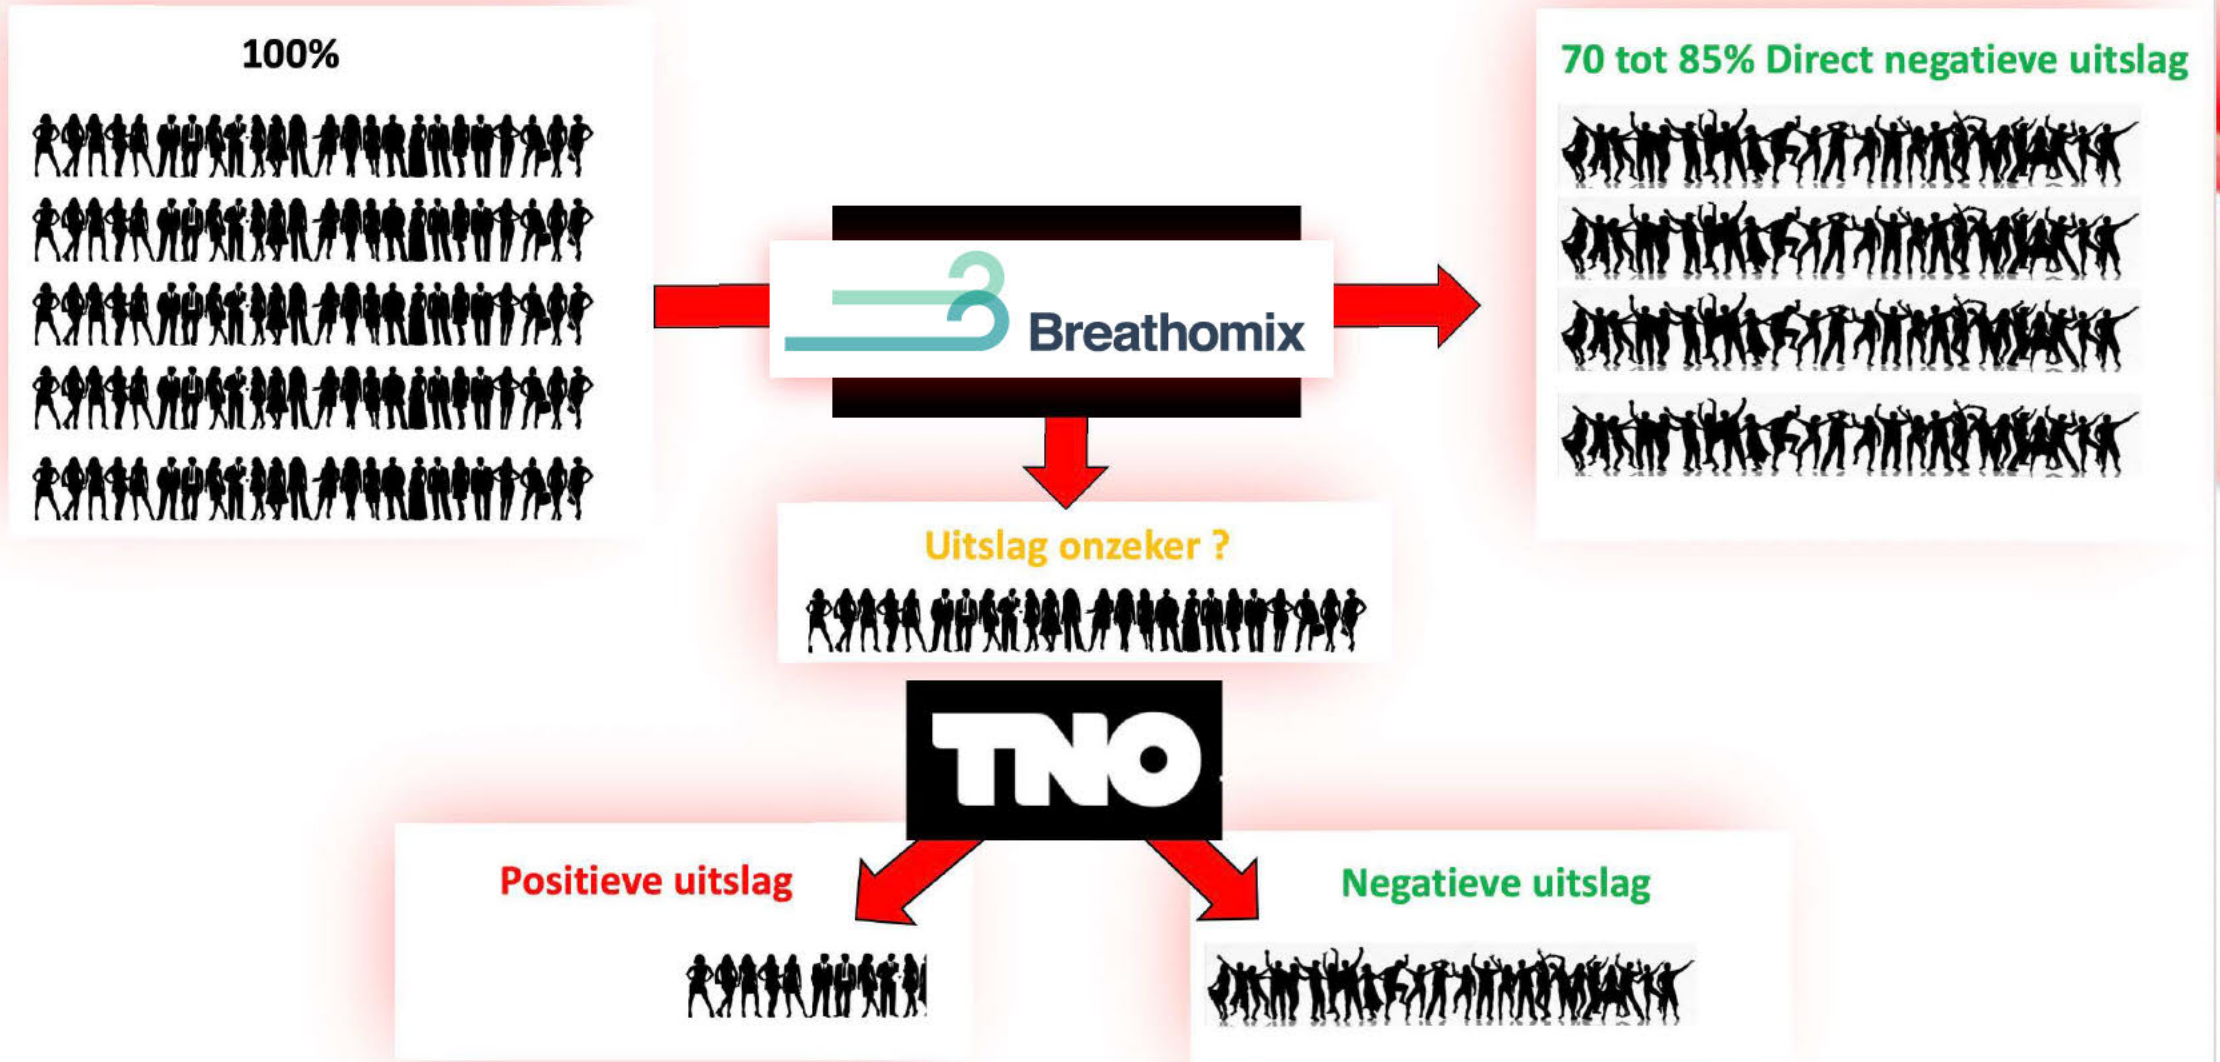 100%
70 tot 85% Direct negatieve uitslag
Breathomix
Uitslag onzeker ?
TNO
Positieve uitslag
Negatieve uitslag